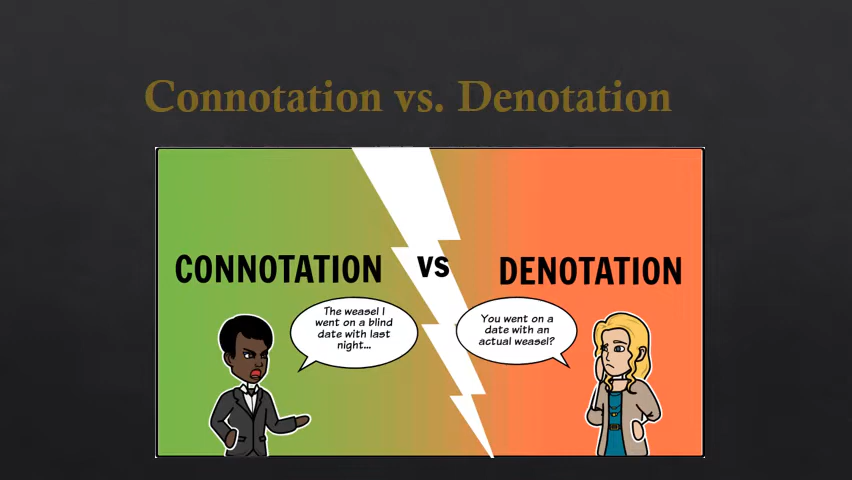 Connotation vs. Denotation
CONNOTATION VS DENOTATION
The weasel I
went on a blind
date with last
night...
You went on a
date with an
actual weasel?